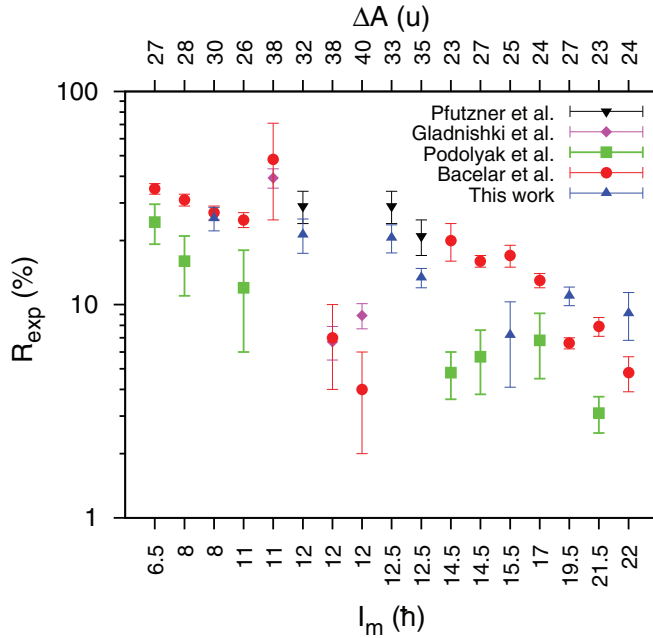 ΔA (u)
27 28 30 26 38 32 38 40 33 35 23 27 25 24 27 23 24
100
10
1
R_exp (%)
Pfutzner et al.
Gladnishki et al.
Podolyak et al.
Bacelar et al.
This work
6.5 8 8 11 11 12 12 12 12.5 12.5 14.5 14.5 15.5 17 19.5 21.5 22
I_m (ħ)